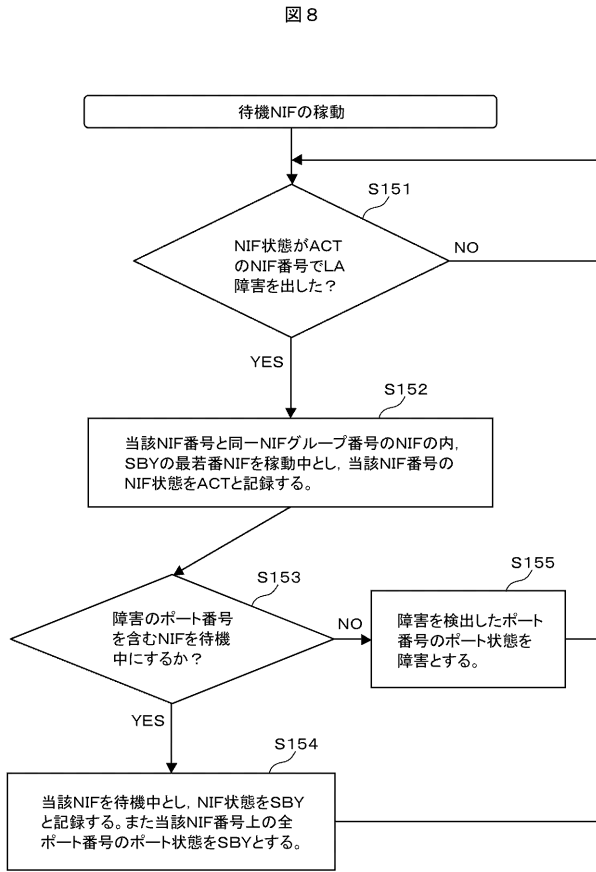 図8
待機NIFの稼動
S151
NIF状態がACT
のNIF番号でLA
障害を出した？
NO
YES
S152
当該NIF番号と同一NIFグループ番号のNIFの内，
SBYの最若番NIFを稼動中とし，当該NIF番号の
NIF状態をACTと記録する。
S153
障害のポート番号
を含むNIFを待機
中にするか？
NO
YES
S155
障害を検出したポート
番号のポート状態を
障害とする。
S154
当該NIFを待機中とし，NIF状態をSBY
と記録する。また当該NIF番号上の全
ポート番号のポート状態をSBYとする。